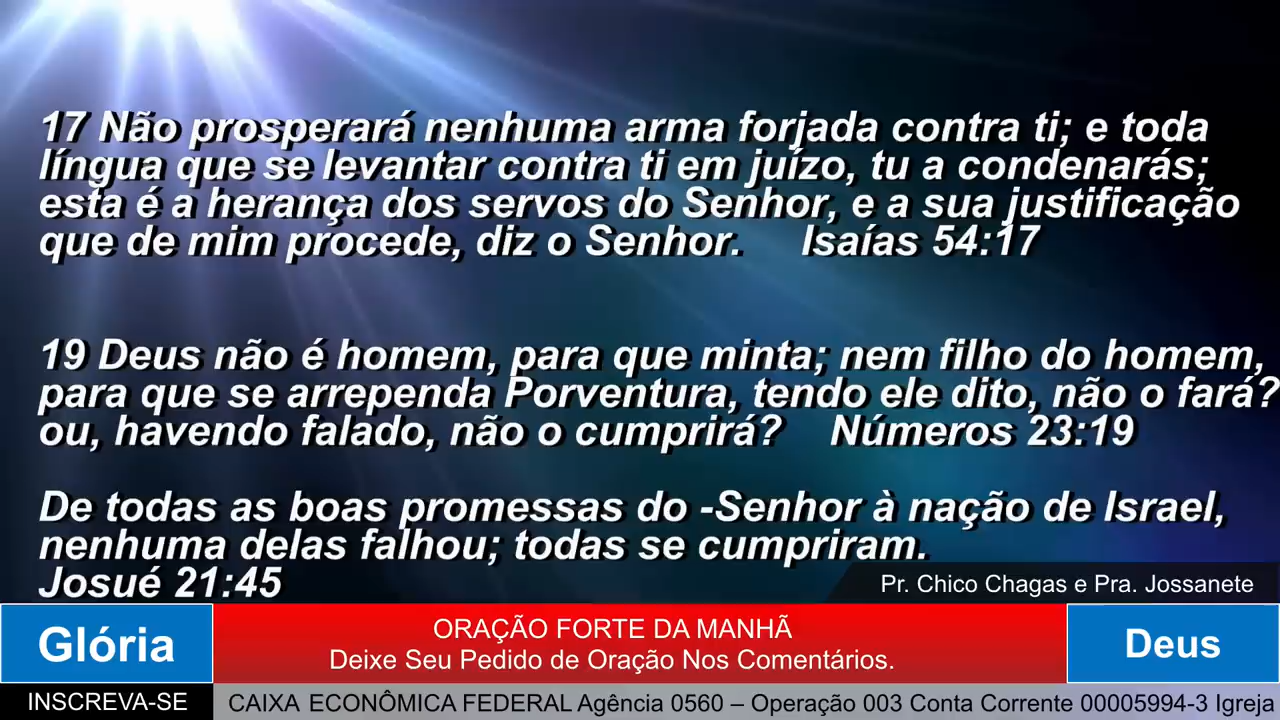 17 Não prosperará nenhuma arma forjada contra ti; e toda
língua que se levantar contra ti em juízo, tu a condenarás;
esta é a herança dos servos do Senhor, e a sua justificação
que de mim procede, diz o Senhor. Isaías 54:17
19 Deus não é homem, para que minta; nem filho do homem,
para que se arrependa Porventura, tendo ele dito, não o fará?
ou, havendo falado, não o cumprirá? Números 23:19
De todas as boas promessas do -Senhor à nação de Israel,
nenhuma delas falhou; todas se cumpriram.
Josué 21:45
Pr. Chico Chagas e Pra. Jossanete
Glória
ORAÇÃO FORTE DA MANHÃ
Deixe Seu Pedido de Oração Nos Comentários.
Deus
INSCREVA-SE
CAIXA ECONÔMICA FEDERAL Agência 0560 – Operação 003 Conta Corrente 00005994-3 Igreja